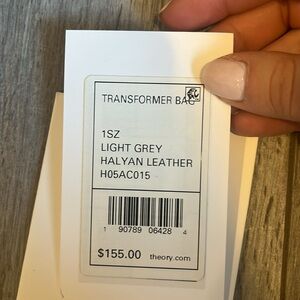 TRANSFORMER BAG
1SZ
LIGHT GREY
HALYAN LEATHER
H05AC015
1 90789 06428 4
$155.00 theory.com